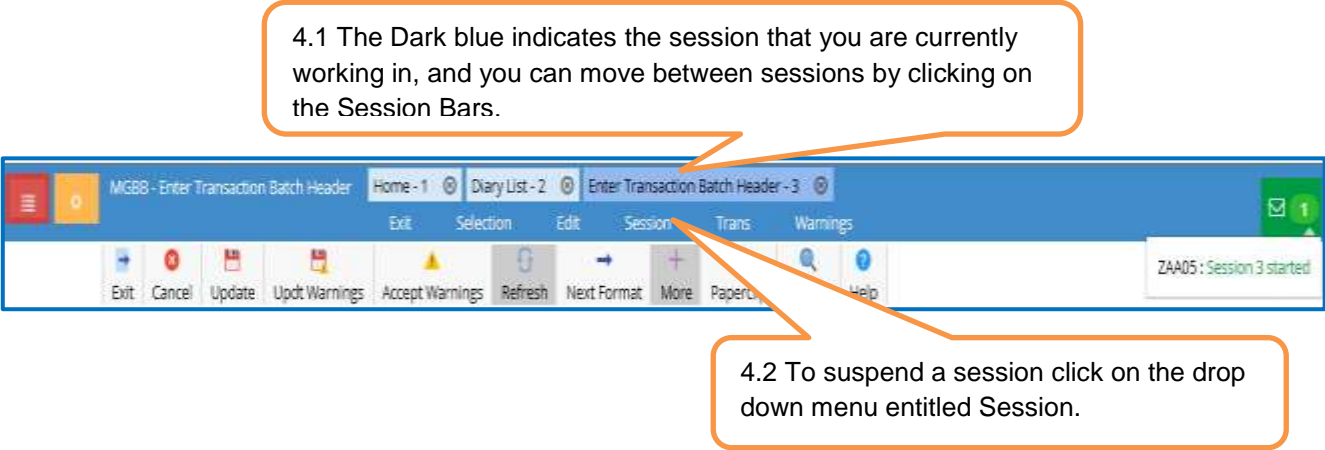 4.1 The Dark blue indicates the session that you are currently
working in, and you can move between sessions by clicking on
the Session Bars.
0 MGBB - Enter Transaction Batch Header Home - 1 Diary List - 2 Enter Transaction Batch Header - 3
1
Exit Selection Edit Session Trans Warnings
ZAA05 : Session 3 started
Exit Cancel Update Updt Warnings Accept Warnings Refresh Next Format More Help
4.2 To suspend a session click on the drop
down menu entitled Session.